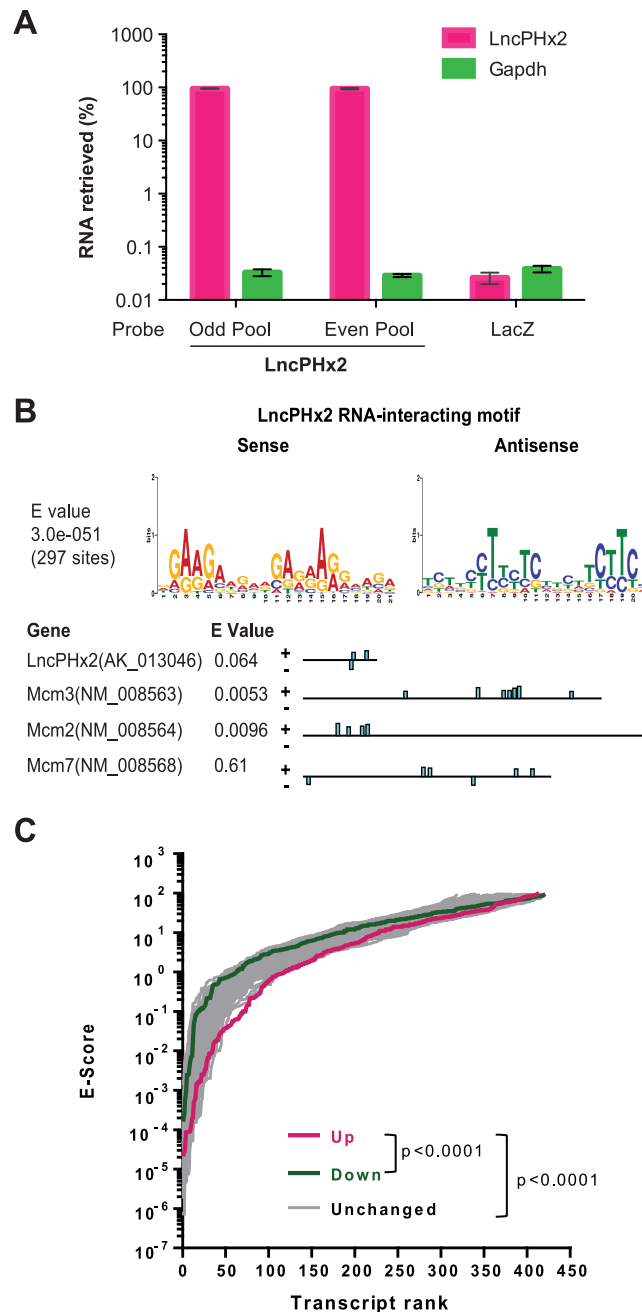 A
1000
100
10
1
0.1
0.01
RNA retrieved (%)
LncPHx2
Gapdh
Probe Odd Pool Even Pool LacZ
LncPHx2
B
LncPHx2 RNA-interacting motif
Sense Antisense
E value
3.0e-051
(297 sites)
Gene E Value
LncPHx2(AK_013046) 0.064 + -
Mcm3(NM_008563) 0.0053 + -
Mcm2(NM_008564) 0.0096 + -
Mcm7(NM_008568) 0.61 + -
C
10^3
10^2
10^1
10^0
10^-1
10^-2
10^-3
10^-4
10^-5
10^-6
10^-7
E-Score
Up
Down
Unchanged
p<0.0001
p<0.0001
0 50 100 150 200 250 300 350 400 450
Transcript rank